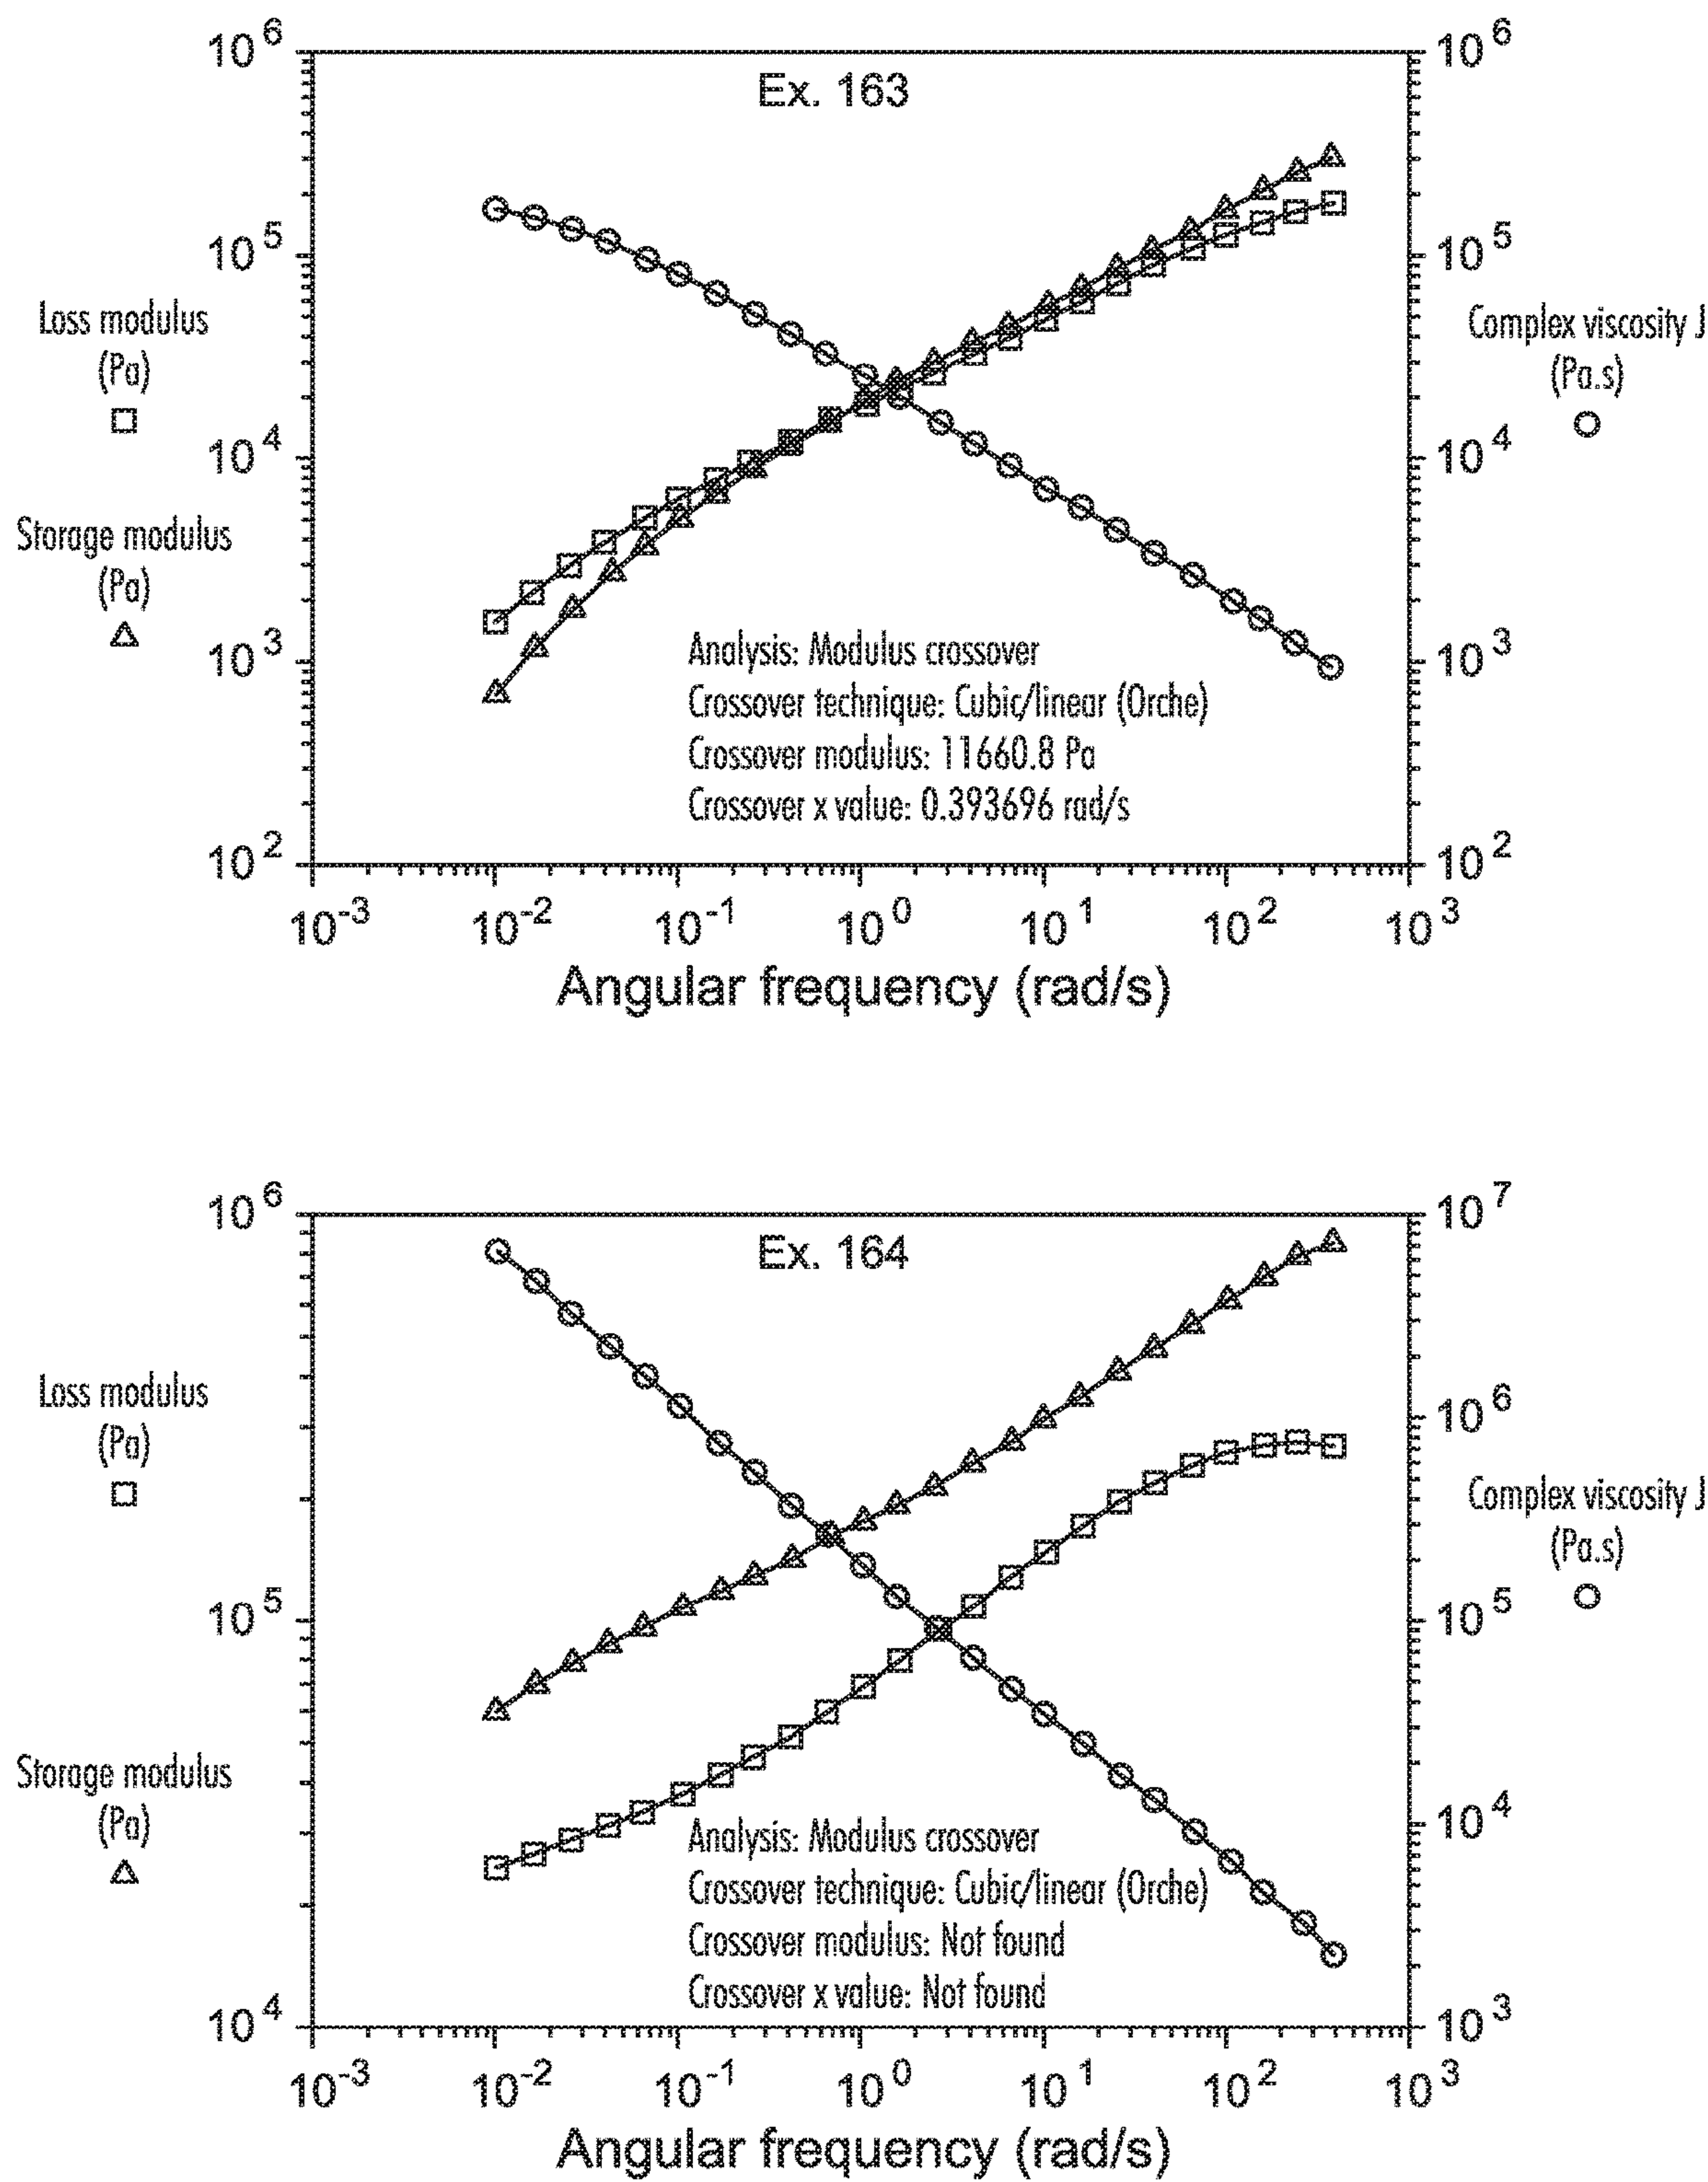 Ex. 163
10^6
10^5
10^4
10^3
10^2
10^6
10^5
10^4
10^3
10^2
Loss modulus
(Pa)
Storage modulus
(Pa)
Complex viscosity J
(Pa.s)
Analysis: Modulus crossover
Crossover technique: Cubic/linear (Orche)
Crossover modulus: 11660.8 Pa
Crossover x value: 0.393696 rad/s
10^-3 10^-2 10^-1 10^0 10^1 10^2 10^3
Angular frequency (rad/s)
Ex. 164
10^6
10^5
10^4
10^7
10^6
10^5
10^4
10^3
Loss modulus
(Pa)
Storage modulus
(Pa)
Complex viscosity J
(Pa.s)
Analysis: Modulus crossover
Crossover technique: Cubic/linear (Orche)
Crossover modulus: Not found
Crossover x value: Not found
10^-3 10^-2 10^-1 10^0 10^1 10^2 10^3
Angular frequency (rad/s)